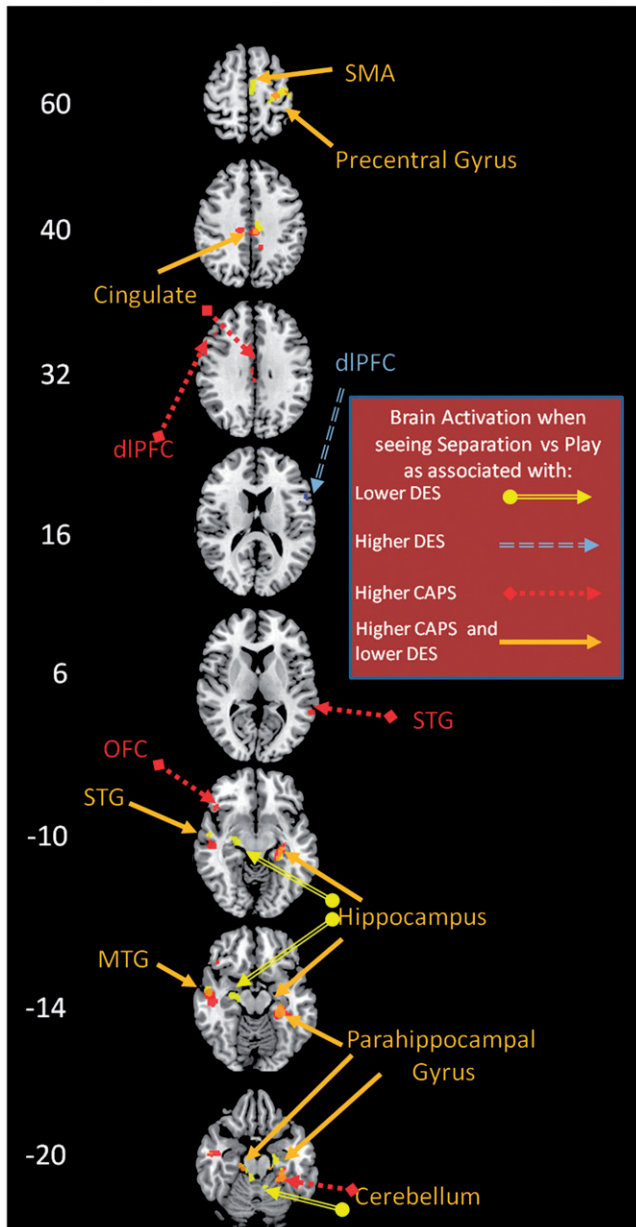 SMA
60
Precentral Gyrus
40
Cingulate
32
dlPFC
dlPFC
Brain Activation when
seeing Separation vs Play
as associated with:
Lower DES
Higher DES
Higher CAPS
Higher CAPS and
lower DES
16
6
STG
OFC
STG
-10
Hippocampus
MTG
-14
Parahippocampal
Gyrus
-20
Cerebellum